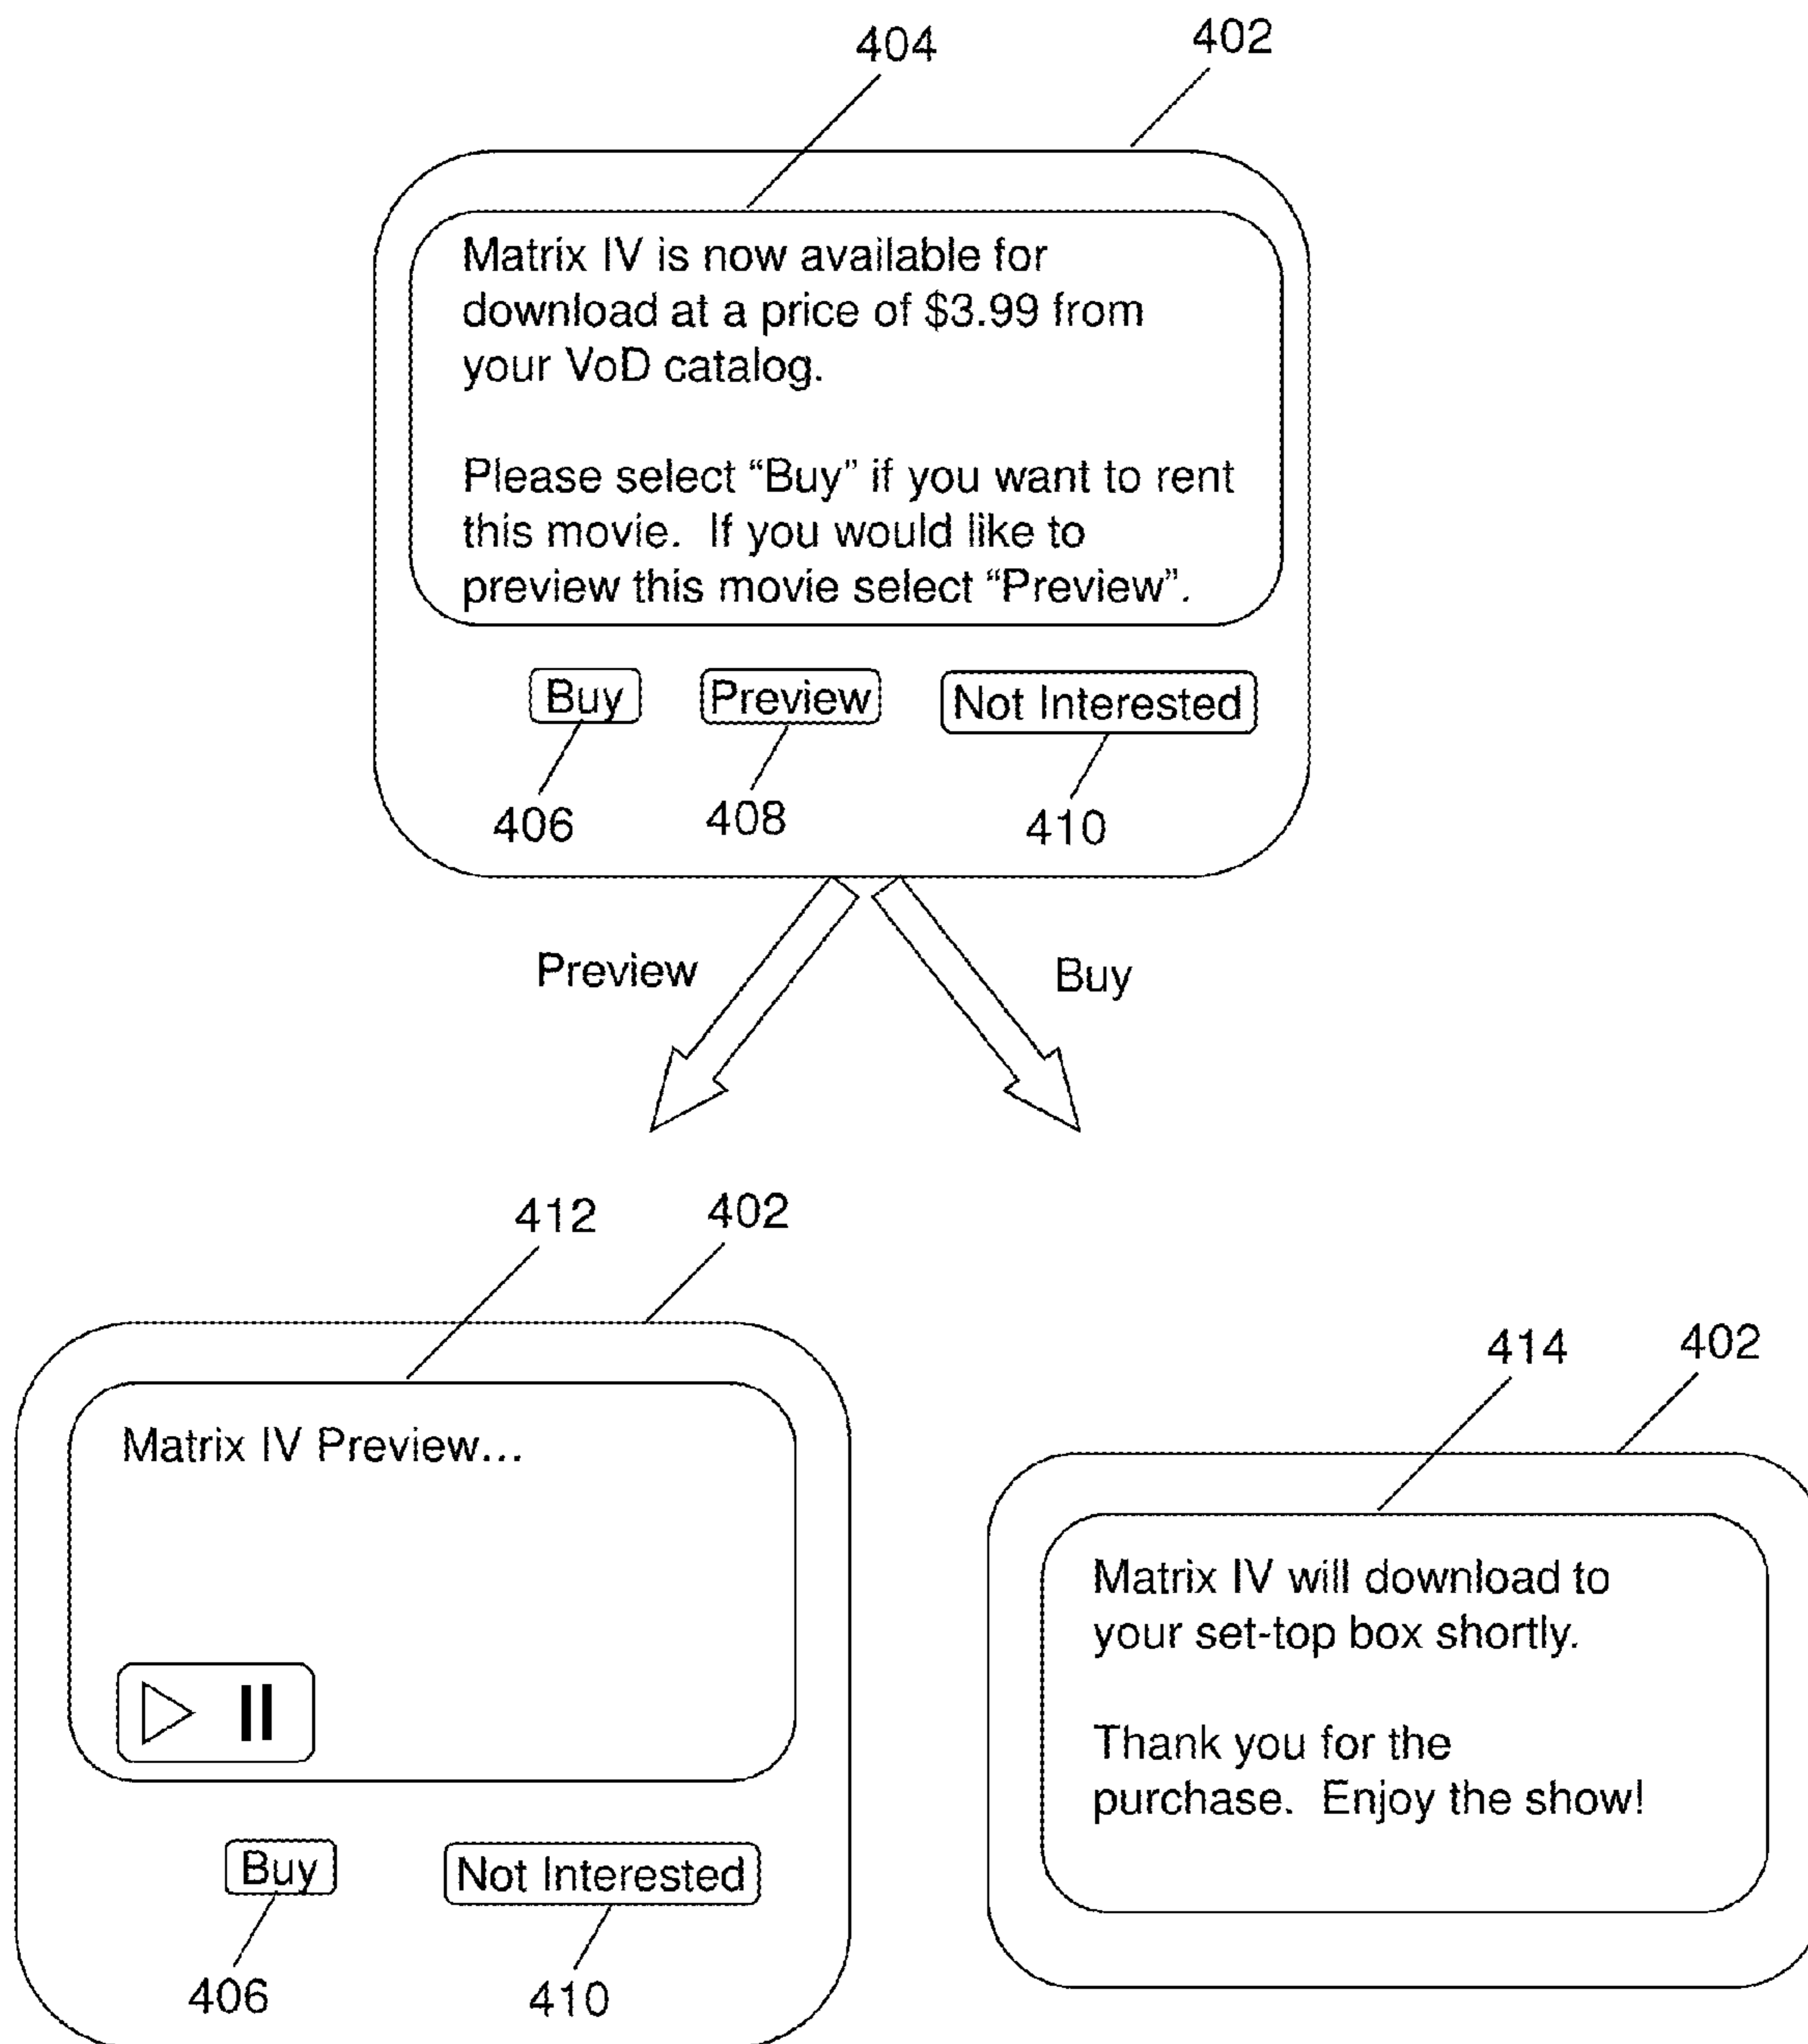 404
402
Matrix IV is now available for
download at a price of $3.99 from
your VoD catalog.
Please select “Buy” if you want to rent
this movie.  If you would like to
preview this movie select “Preview”.
Buy
Preview
Not Interested
406
408
410
Preview
Buy
412
402
Matrix IV Preview...
Buy
Not Interested
406
410
414
402
Matrix IV will download to
your set-top box shortly.
Thank you for the
purchase.  Enjoy the show!